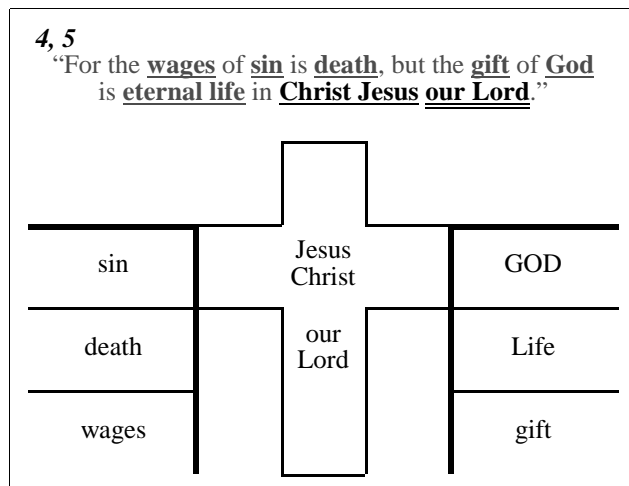 4, 5
“For the wages of sin is death, but the gift of God
is eternal life in Christ Jesus our Lord.”
sin
Jesus
Christ
GOD
death
our
Lord
Life
wages
gift